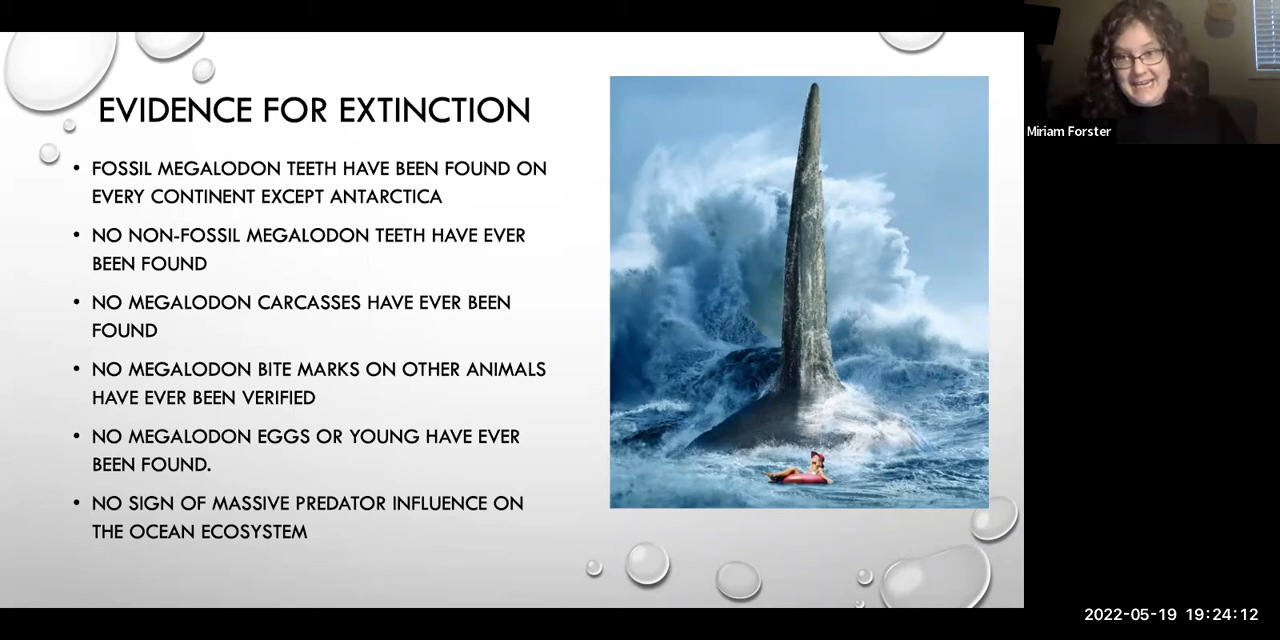 EVIDENCE FOR EXTINCTION
• FOSSIL MEGALODON TEETH HAVE BEEN FOUND ON
EVERY CONTINENT EXCEPT ANTARCTICA
• NO NON-FOSSIL MEGALODON TEETH HAVE EVER
BEEN FOUND
• NO MEGALODON CARCASSES HAVE EVER BEEN
FOUND
• NO MEGALODON BITE MARKS ON OTHER ANIMALS
HAVE EVER BEEN VERIFIED
• NO MEGALODON EGGS OR YOUNG HAVE EVER
BEEN FOUND.
• NO SIGN OF MASSIVE PREDATOR INFLUENCE ON
THE OCEAN ECOSYSTEM
Miriam Forster
2022-05-19 19:24:12